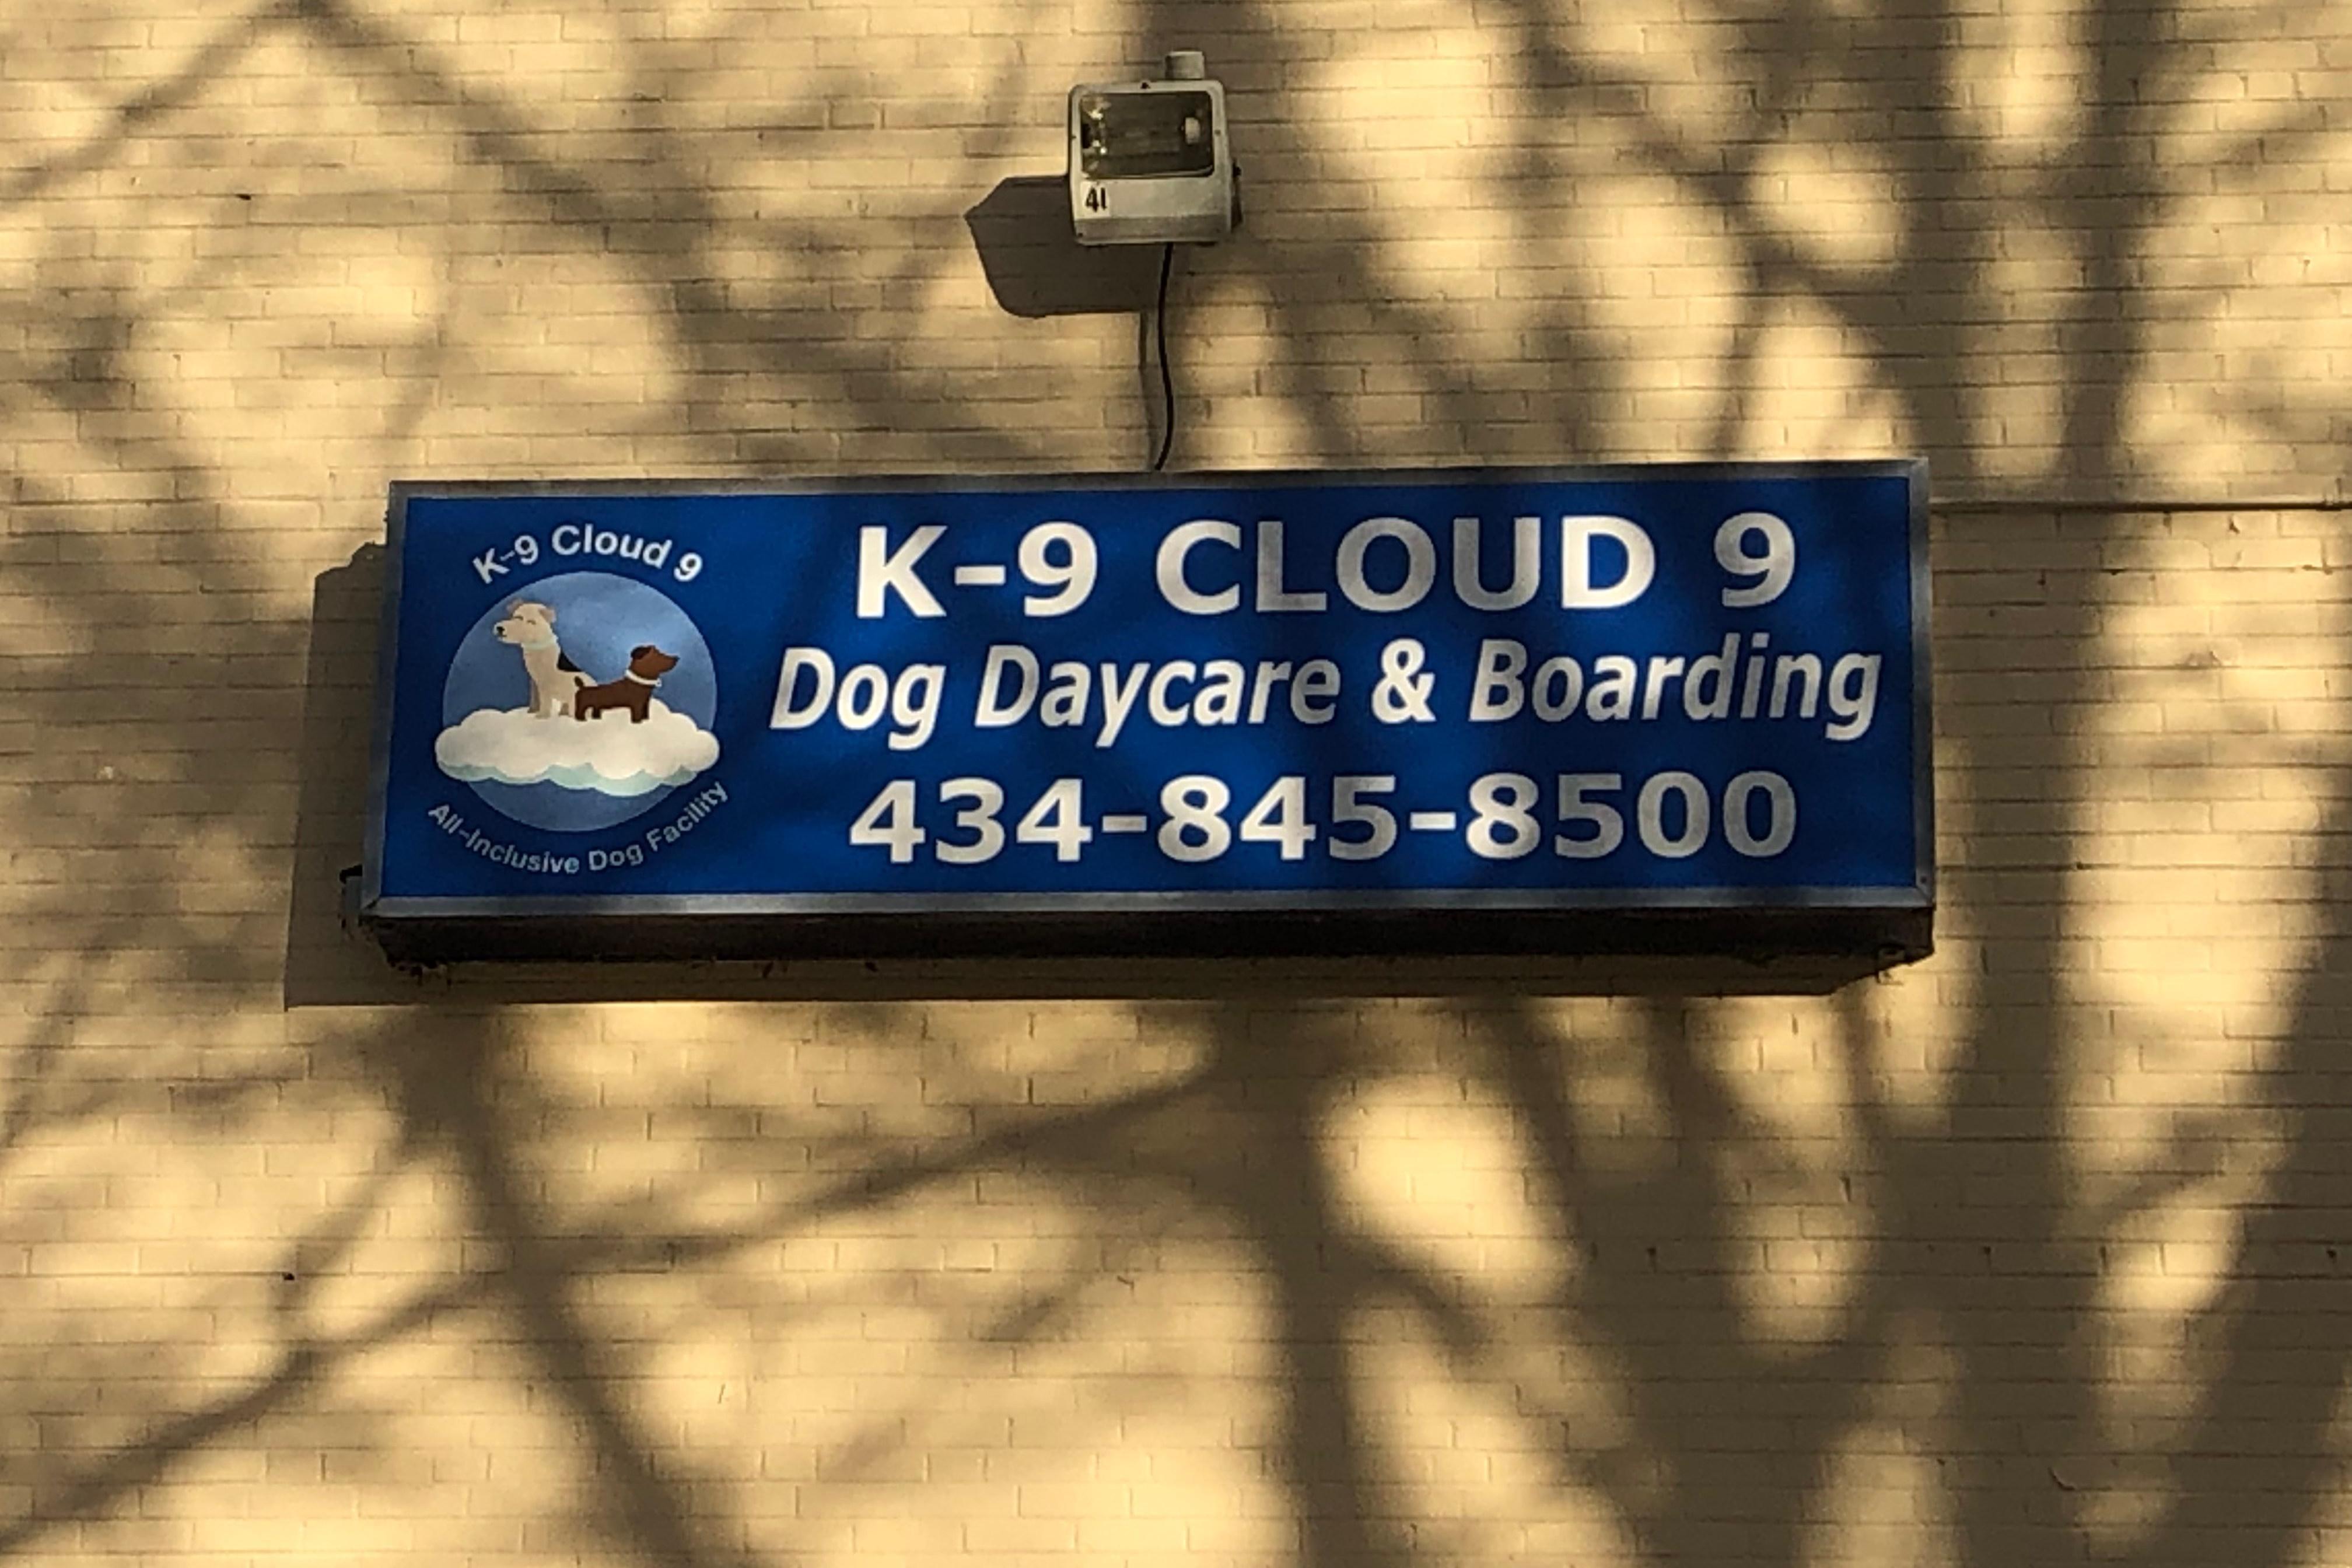 41
K-9 Cloud 9
All-Inclusive Dog Facility
K-9 CLOUD 9
Dog Daycare & Boarding
434-845-8500